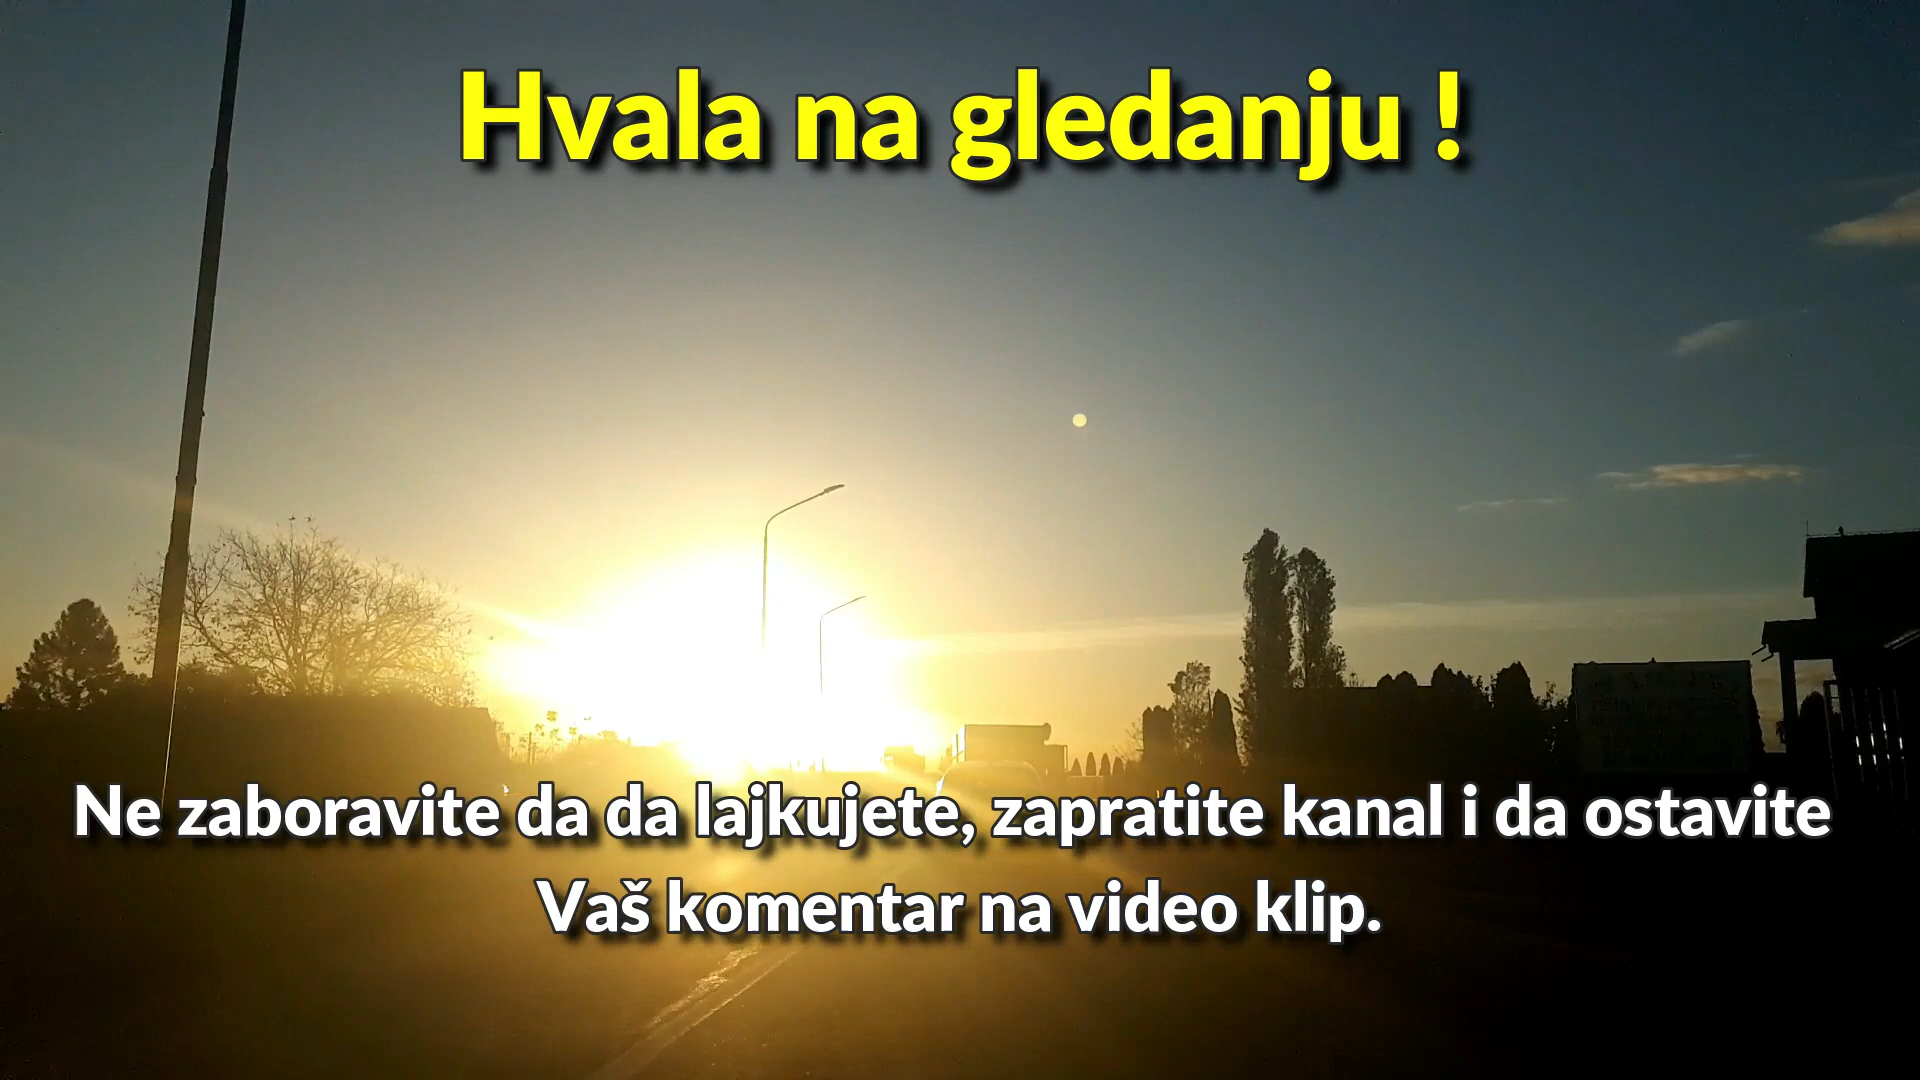 Hvala na gledanju !
Ne zaboravite da da lajkujete, zapratite kanal i da ostavite
Vaš komentar na video klip.